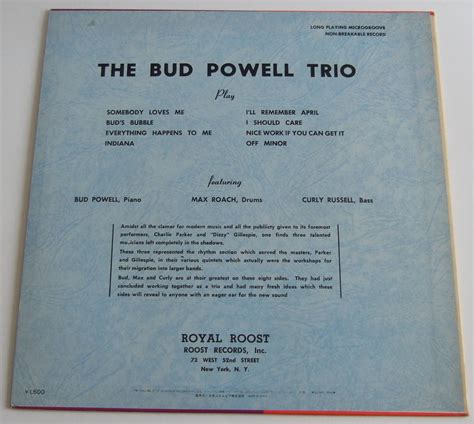 LONG PLAYING MICROGROOVE
NON-BREAKABLE RECORD
THE BUD POWELL TRIO
Play
SOMEBODY LOVES ME
BUD'S BUBBLE
EVERYTHING HAPPENS TO ME
INDIANA
I'LL REMEMBER APRIL
I SHOULD CARE
NICE WORK IF YOU CAN GET IT
OFF MINOR
featuring
BUD POWELL, Piano
MAX ROACH, Drums
CURLY RUSSELL, Bass
Amidst all the clamor for modern music and all the publicity given to its foremost
performers, Charlie Parker and "Dizzy" Gillespie, one finds three talented
musicians left completely in the shadows.
These three represented the rhythm section which served the masters, Parker
and Gillespie, in their various quintets which actually were the workshops for
their migration into larger bands.
Bud, Max and Curly are at their greatest on these eight sides. They had just
concluded working together as a trio and had many fresh ideas which these
sides will reveal to anyone with an eager ear for the new sound
ROYAL ROOST
ROOST RECORDS, Inc.
72 WEST 52nd STREET
New York, N. Y.
¥1,500